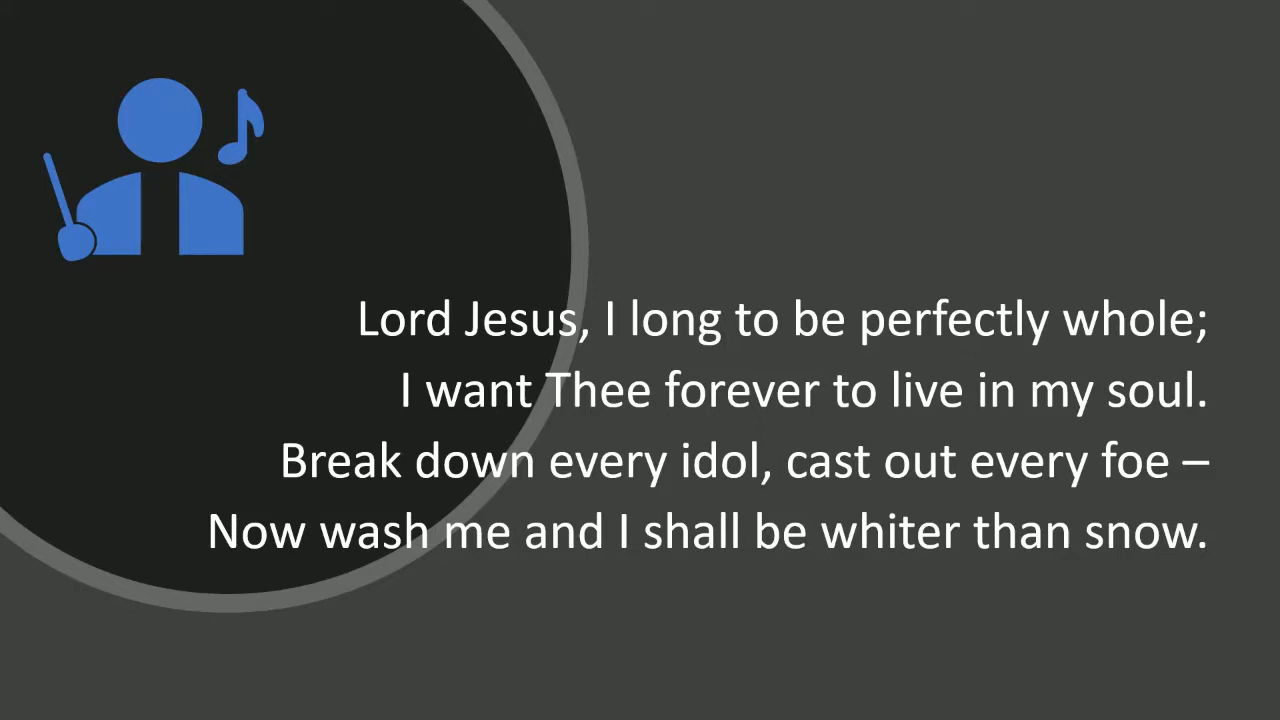 Lord Jesus, I long to be perfectly whole;
I want Thee forever to live in my soul.
Break down every idol, cast out every foe –
Now wash me and I shall be whiter than snow.